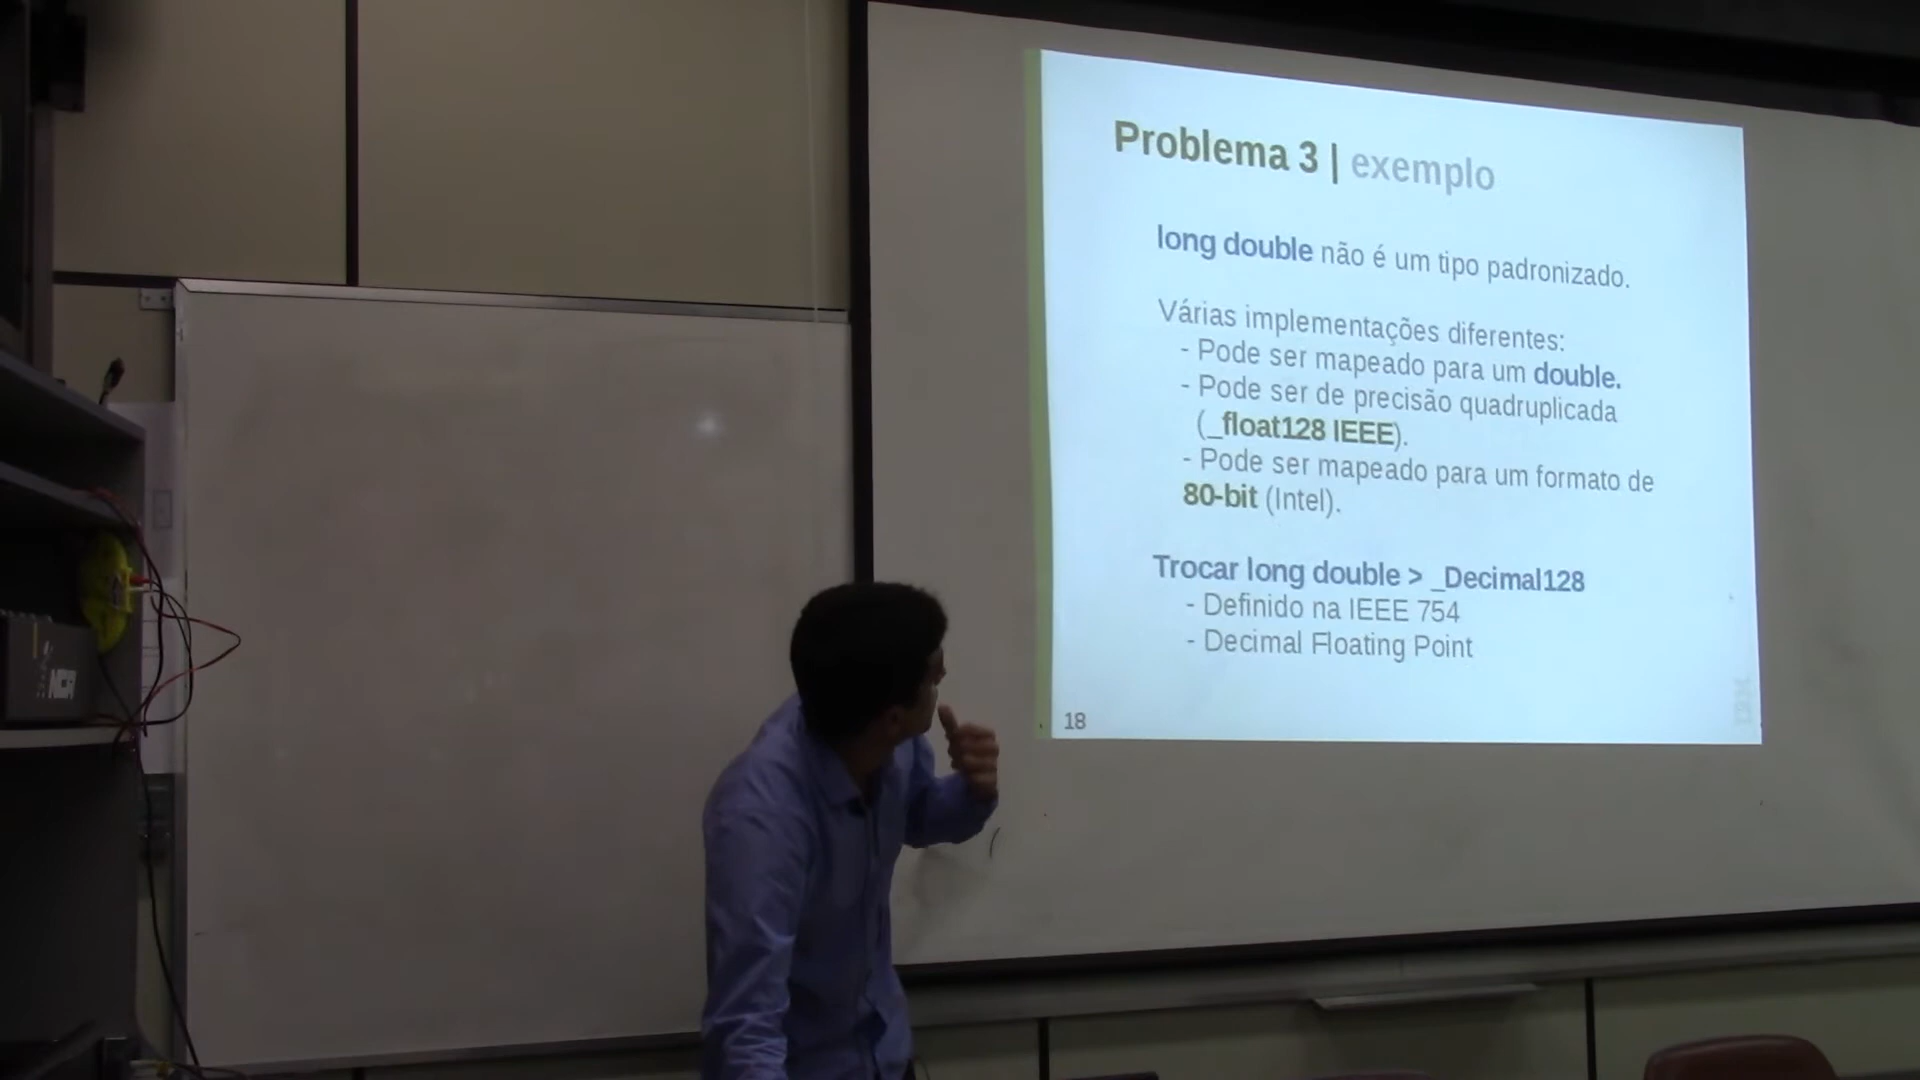 Problema 3 | exemplo
long double não é um tipo padronizado.
Várias implementações diferentes:
- Pode ser mapeado para um double.
- Pode ser de precisão quadruplicada
(_float128 IEEE).
- Pode ser mapeado para um formato de
80-bit (Intel).
Trocar long double > _Decimal128
- Definido na IEEE 754
- Decimal Floating Point
18